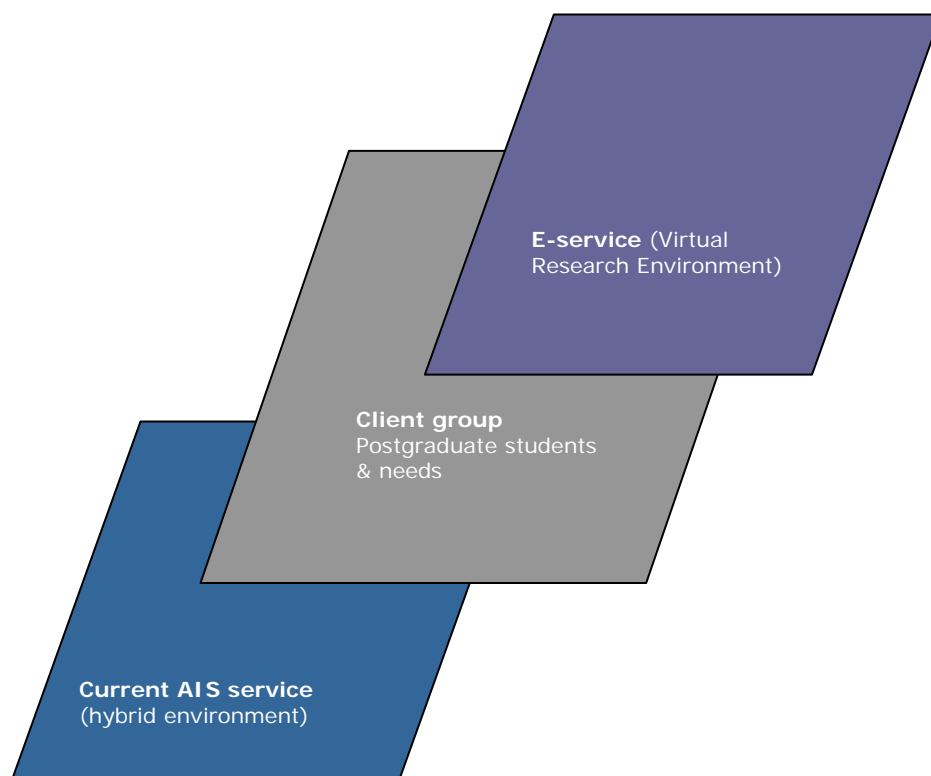 E-service (Virtual
Research Environment)
Client group
Postgraduate students
& needs
Current AIS service
(hybrid environment)